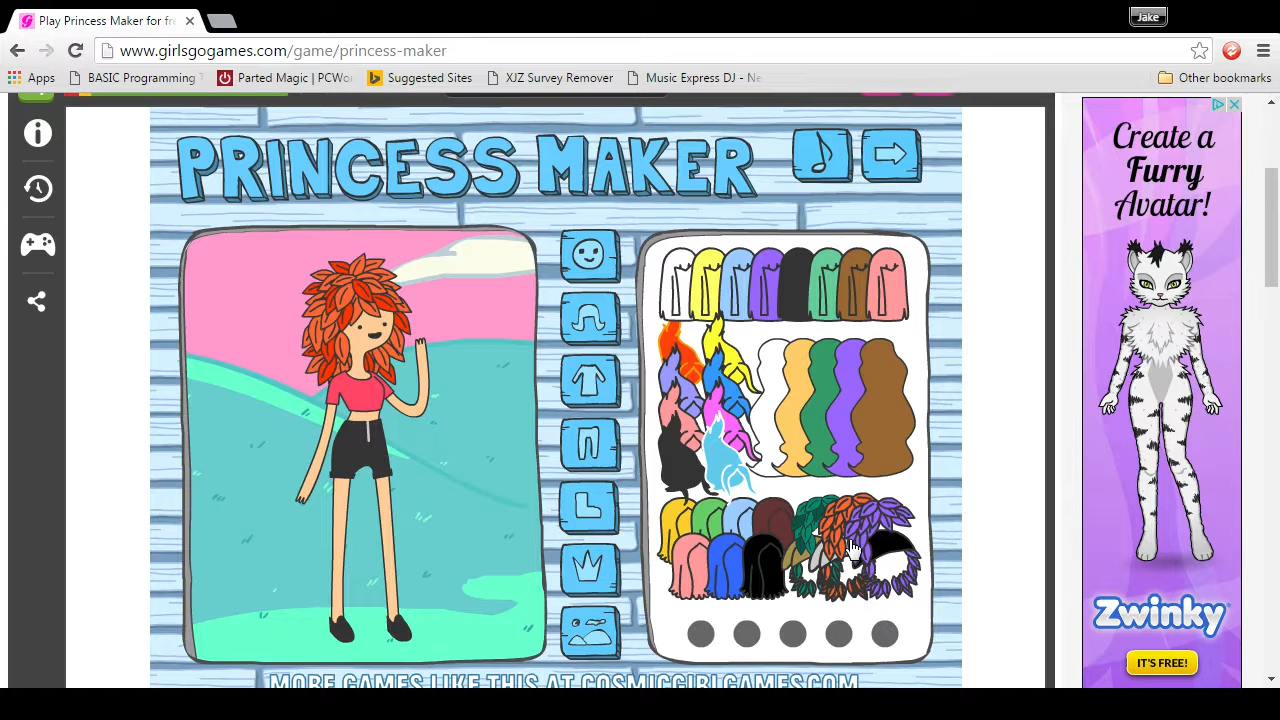 Play Princess Maker for fr
Jake
www.girlsgogames.com/game/princess-maker
Apps
BASIC Programming
Parted Magic | PCWo
Suggested Sites
XJZ Survey Remover
Music Express DJ - Ne
Other bookmarks
PRINCESS MAKER
MORE GAMES LIKE THIS AT COSMICGIRLGAMES.COM
Create a
Furry
Avatar!
Zwinky
IT'S FREE!